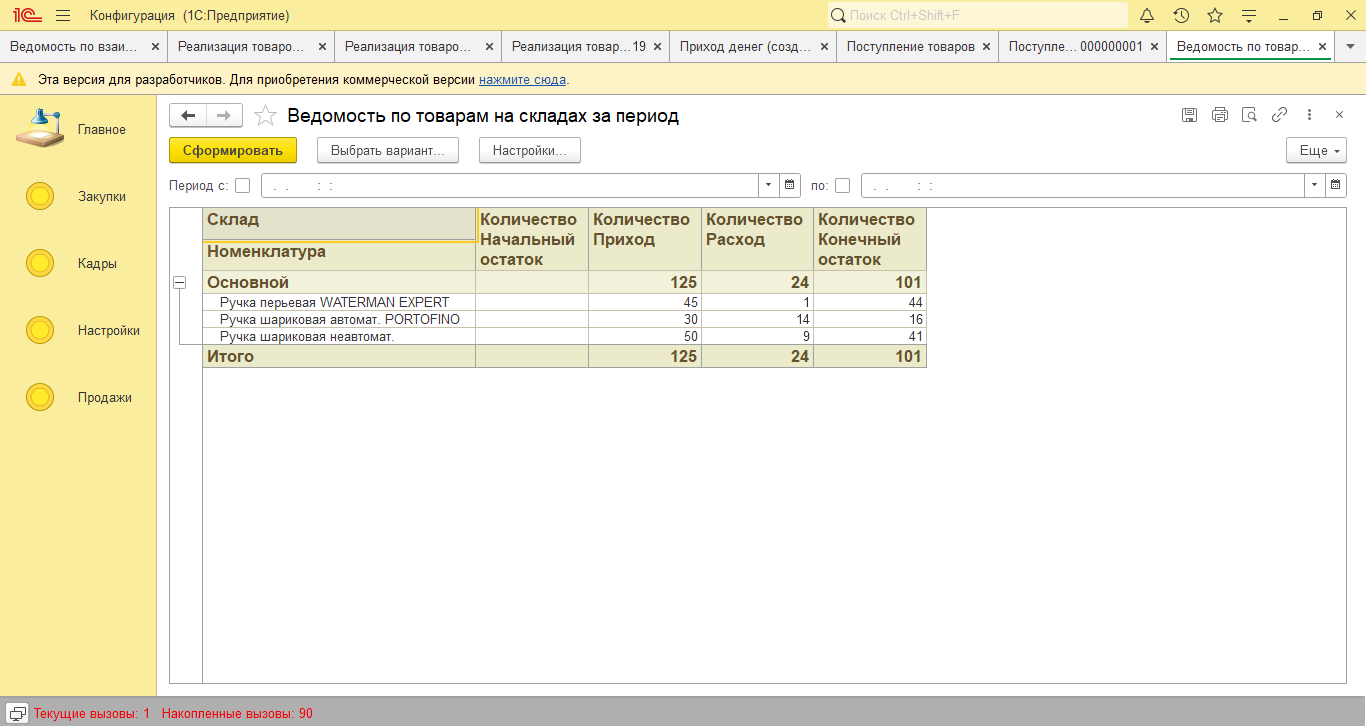 1С Конфигурация (1С:Предприятие) Поиск Ctrl+Shift+F
Ведомость по взаи... Реализация товаро... Реализация товаро... Реализация товар... 19 Приход денег (созд... Поступление товаров Поступле... 000000001 Ведомость по товар...
Эта версия для разработчиков. Для приобретения коммерческой версии нажмите сюда.
Главное
Закупки
Кадры
Настройки
Продажи
Ведомость по товарам на складах за период
Сформировать Выбрать вариант... Настройки... Еще
Период с: . . : : по: . . : :
Склад Количество Количество Количество Количество
Номенклатура Начальный Приход Расход Конечный
остаток остаток
Основной 125 24 101
Ручка перьевая WATERMAN EXPERT 45 1 44
Ручка шариковая автомат. PORTOFINO 30 14 16
Ручка шариковая неавтомат. 50 9 41
Итого 125 24 101
Текущие вызовы: 1 Накопленные вызовы: 90